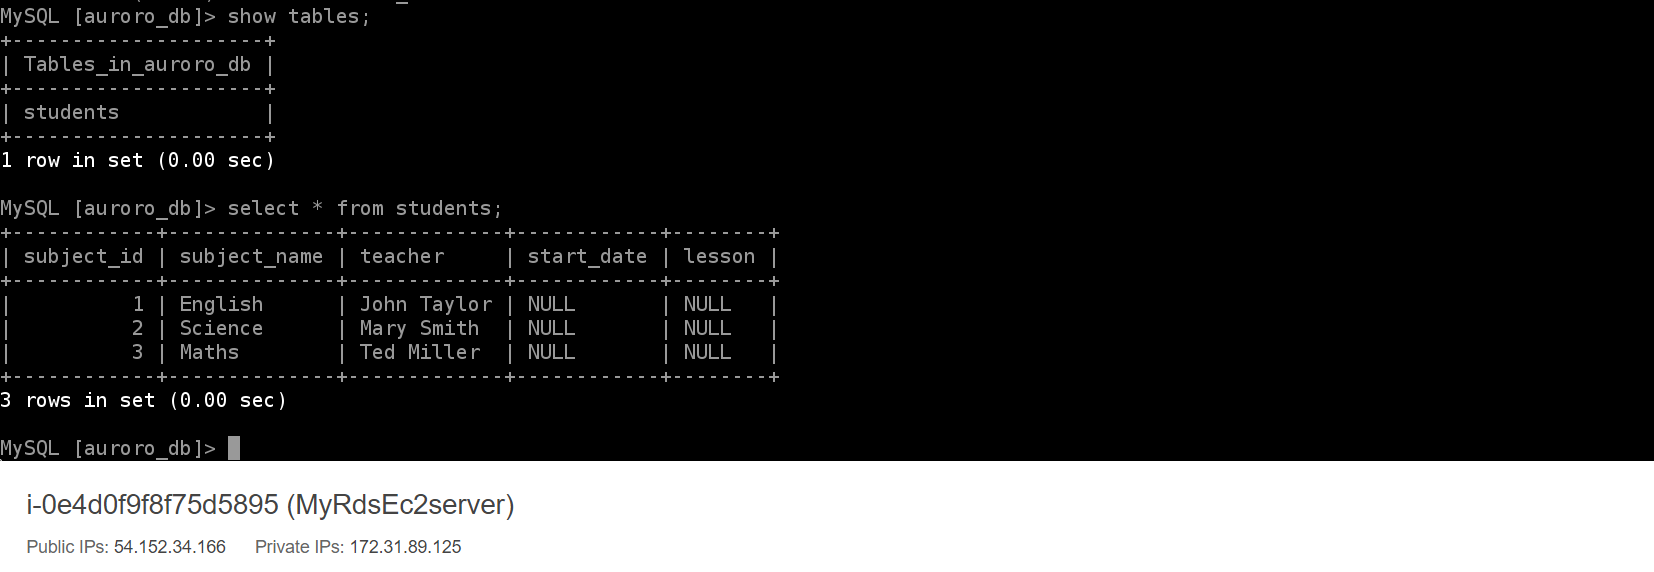 MySQL [auroro_db]> show tables;
+---------------------+
| Tables_in_auroro_db |
+---------------------+
| students            |
+---------------------+
1 row in set (0.00 sec)
MySQL [auroro_db]> select * from students;
+------------+--------------+-------------+------------+--------+
| subject_id | subject_name | teacher     | start_date | lesson |
+------------+--------------+-------------+------------+--------+
|          1 | English      | John Taylor | NULL       | NULL   |
|          2 | Science      | Mary Smith  | NULL       | NULL   |
|          3 | Maths        | Ted Miller  | NULL       | NULL   |
+------------+--------------+-------------+------------+--------+
3 rows in set (0.00 sec)
MySQL [auroro_db]>
i-0e4d0f9f8f75d5895 (MyRdsEc2server)
Public IPs: 54.152.34.166 Private IPs: 172.31.89.125